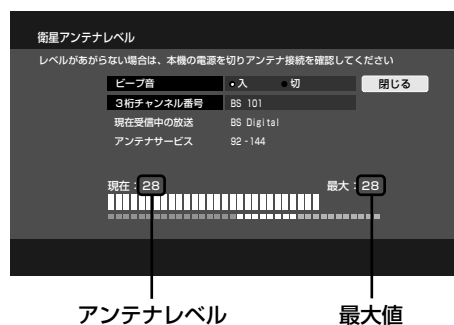 衛星アンテナレベル
レベルがあがらない場合は、本機の電源を切りアンテナ接続を確認してください
ビープ音 入 切 閉じる
3桁チャンネル番号 BS 101
現在受信中の放送 BS Digital
アンテナサービス 92-144
現在：28 最大：28
アンテナレベル 最大値